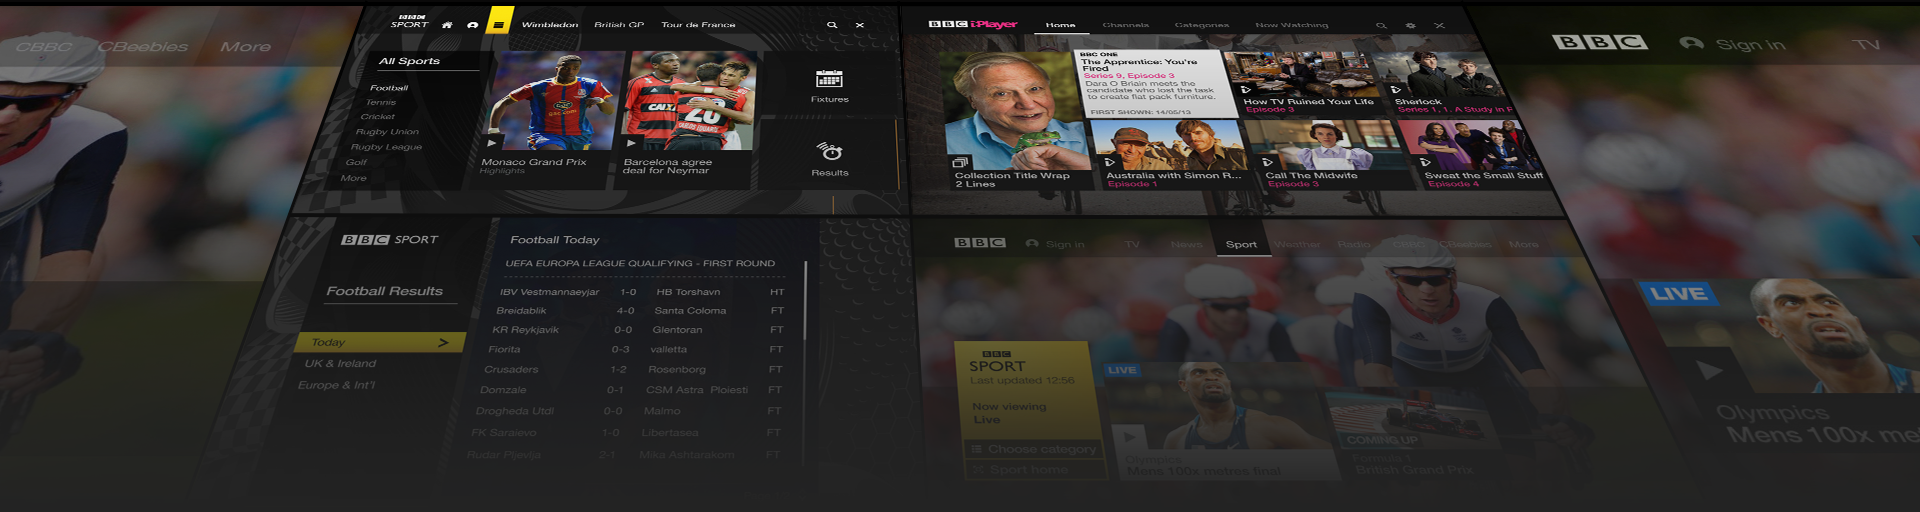 CBBC CBeebies More
BBC
SPORT
Wimbledon British GP Tour de France
All Sports
Football
Tennis
Cricket
Rugby Union
Rugby League
Golf
More
Monaco Grand Prix
Highlights
Barcelona agree
deal for Neymar
Fixtures
Results
BBC iPlayer
Home Channels Categories Now Watching
BBC ONE
The Apprentice: You're
Fired
Series 9, Episode 3
Dara O Briain meets the
candidate who lost the task
to create flat pack furniture.
FIRST SHOWN: 14/05/13
How TV Ruined Your Life
Episode 3
Sherlock
Series 1, 1. A Study in P
Collection Title Wrap
2 Lines
Australia with Simon R...
Episode 1
Call The Midwife
Episode 3
Sweat the Small Stuff
Episode 4
BBC Sign in TV
BBC SPORT
Football Results
Today
UK & Ireland
Europe & Int'l
Football Today
UEFA EUROPA LEAGUE QUALIFYING - FIRST ROUND
IBV Vestmannaeyjar 1-0 HB Torshavn HT
Breidablik 4-0 Santa Coloma FT
KR Reykjavik 0-0 Glentoran FT
Fiorita 0-3 valletta FT
Crusaders 1-2 Rosenborg FT
Domzale 0-1 CSM Astra Ploiesti FT
Drogheda Utd 0-0 Malmo FT
FK Sarajevo 1-0 Libertasea FT
Rudar Pljevlja 2-1 Mika Ashtarakom FT
BBC Sign in TV News Sport Weather Radio CBBC CBeebies More
BBC
SPORT
Last updated 12:56
Now viewing
Live
Choose category
Sport home
LIVE
Olympics
Mens 100x metres final
COMING UP
Formula 1
British Grand Prix
LIVE
Olympics
Mens 100x me